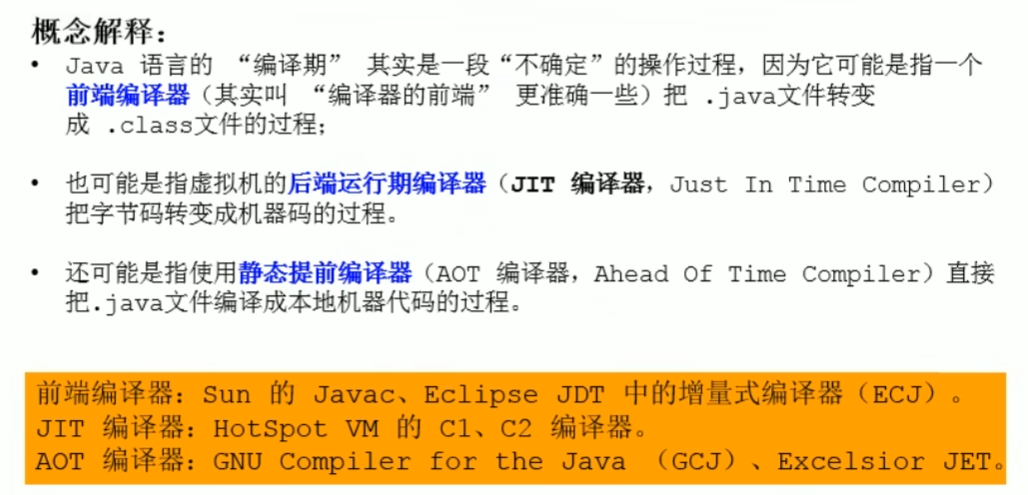 概念解释：
• Java 语言的 “编译期” 其实是一段“不确定”的操作过程，因为它可能是指一个
前端编译器（其实叫 “编译器的前端” 更准确一些）把 .java文件转变
成 .class文件的过程；
• 也可能是指虚拟机的后端运行期编译器（JIT 编译器，Just In Time Compiler）
把字节码转变成机器码的过程。
• 还可能是指使用静态提前编译器（AOT 编译器，Ahead Of Time Compiler）直接
把.java文件编译成本地机器代码的过程。
前端编译器：Sun 的 Javac、Eclipse JDT 中的增量式编译器（ECJ）。
JIT 编译器：HotSpot VM 的 C1、C2 编译器。
AOT 编译器：GNU Compiler for the Java （GCJ）、Excelsior JET。